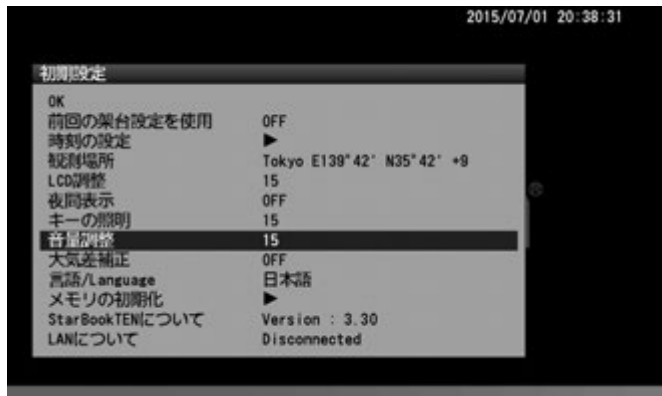 2015/07/01 20:38:31
初期設定
OK
前回の架台設定を使用 OFF
時刻の設定 ▶
観測場所 Tokyo E139°42′ N35°42′ +9
LCD調整 15
夜間表示 OFF
キーの照明 15
音量調整 15
大気差補正 OFF
言語/Language 日本語
メモリの初期化 ▶
StarBookTENについて Version : 3.30
LANについて Disconnected